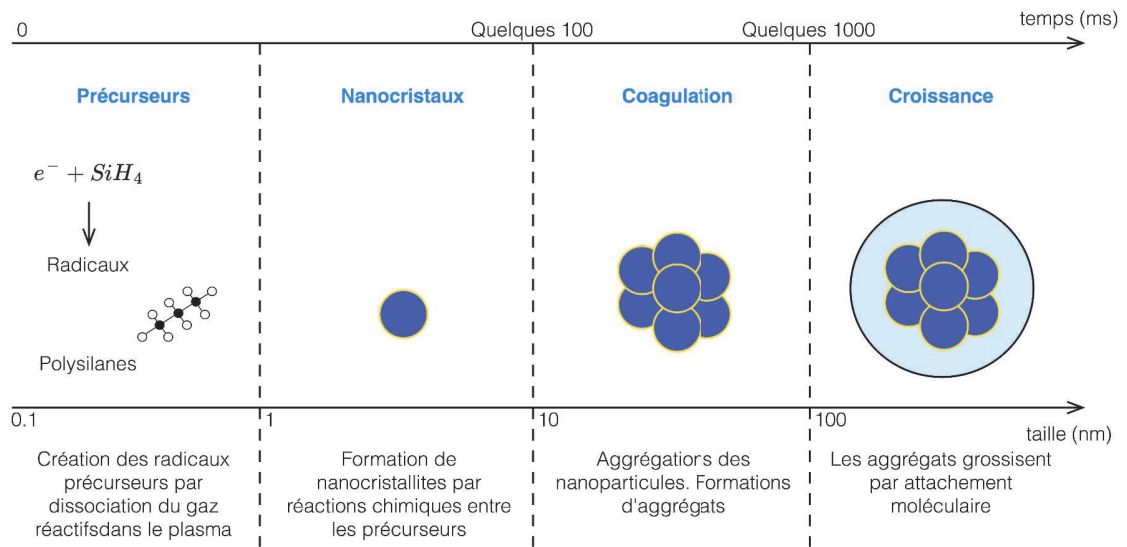 temps (ms)
0
Quelques 100
Quelques 1000
Précurseurs
Nanocristaux
Coagulation
Croissance
e⁻ + SiH₄
Radicaux
Polysilanes
0.1
1
10
100
taille (nm)
Création des radicaux
précurseurs par
dissociation du gaz
réactifsdans le plasma
Formation de
nanocristallites par
réactions chimiques entre
les précurseurs
Aggrégations des
nanoparticules. Formations
d'aggrégats
Les aggrégats grossisent
par attachement
moléculaire